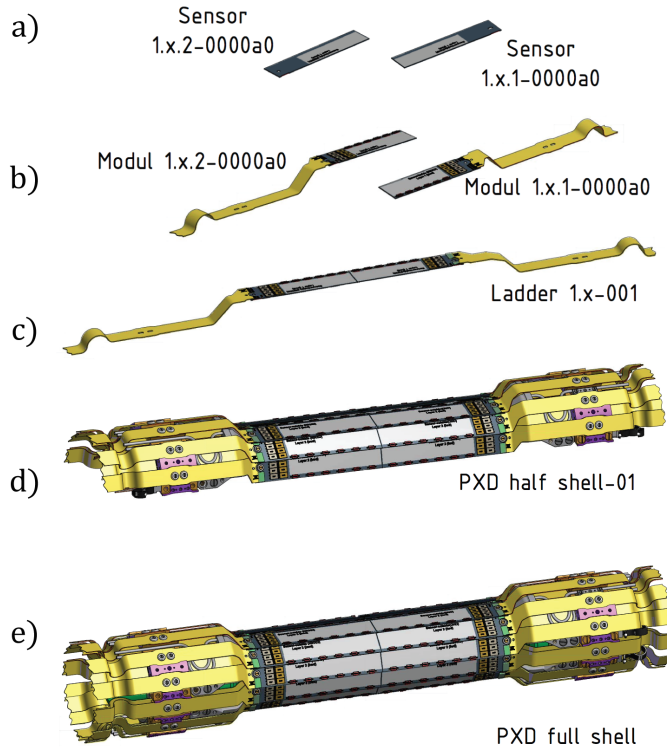 a)
Sensor
1.x.2-0000a0
Sensor
1.x.1-0000a0
b)
Modul 1.x.2-0000a0
Modul 1.x.1-0000a0
c)
Ladder 1.x-001
d)
PXD half shell-01
e)
PXD full shell